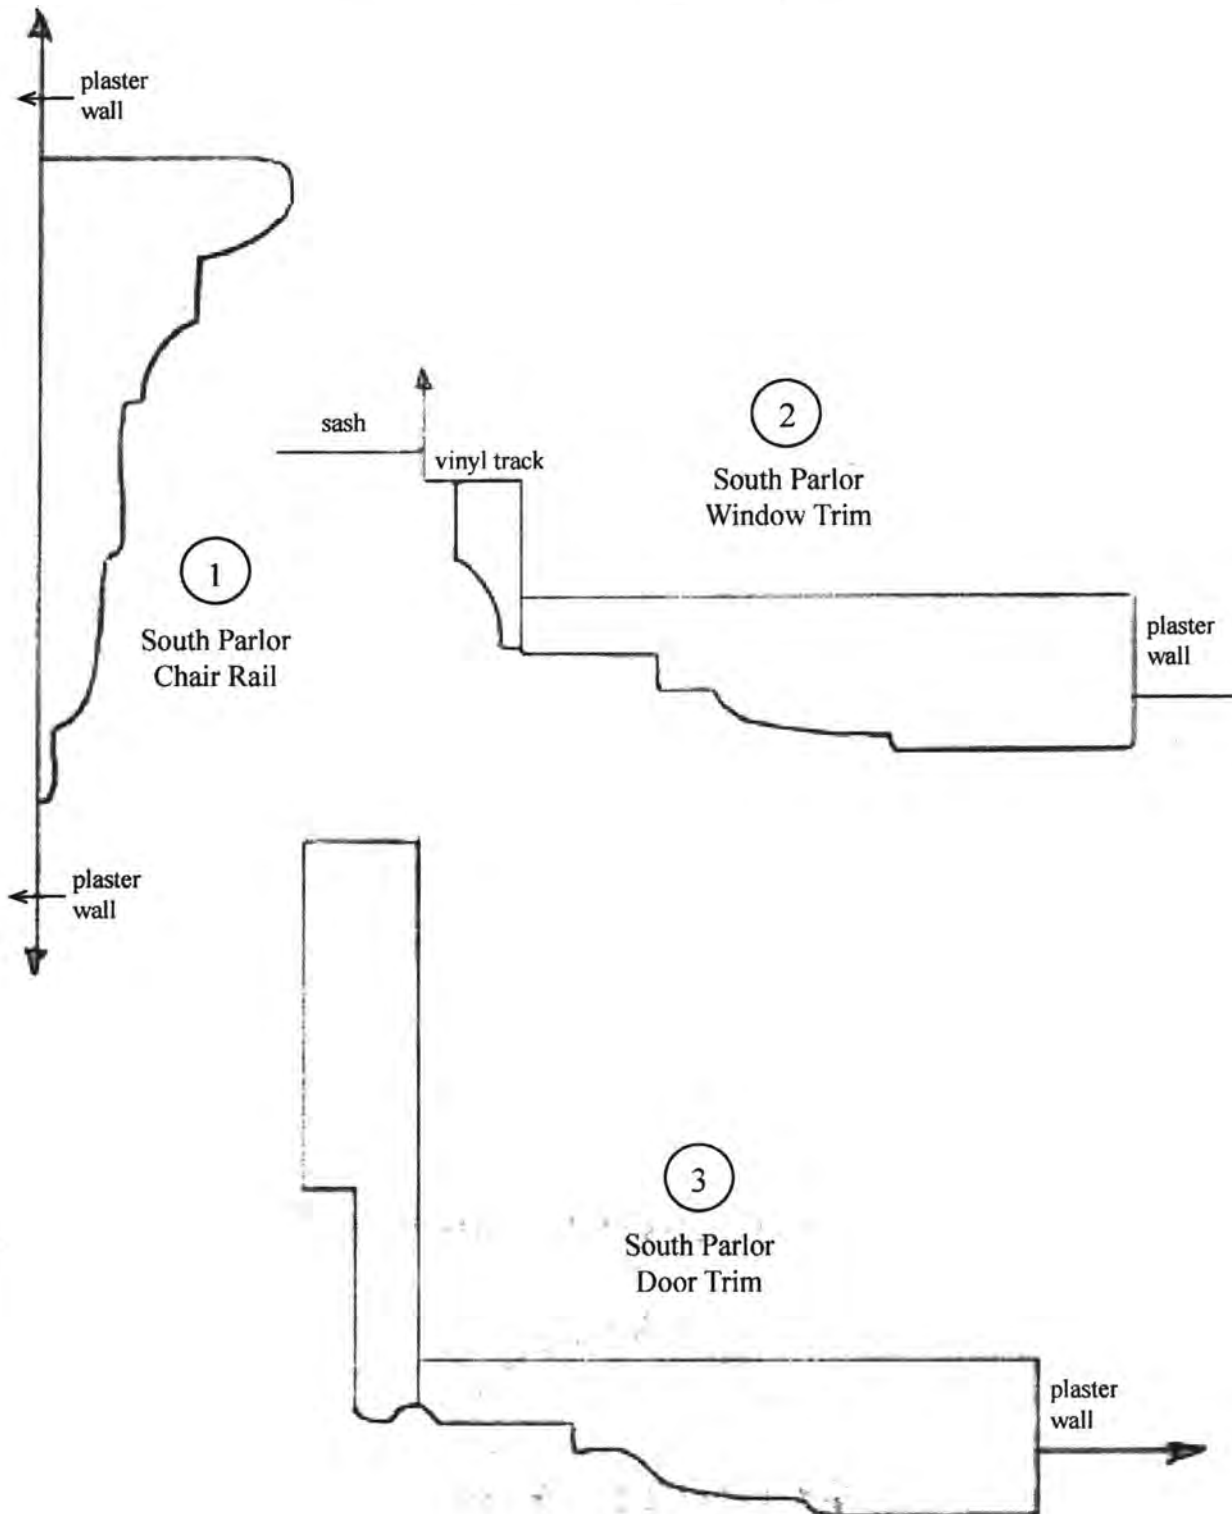 plaster
wall
sash
vinyl track
2
South Parlor
Window Trim
1
South Parlor
Chair Rail
plaster
wall
plaster
wall
3
South Parlor
Door Trim
plaster
wall